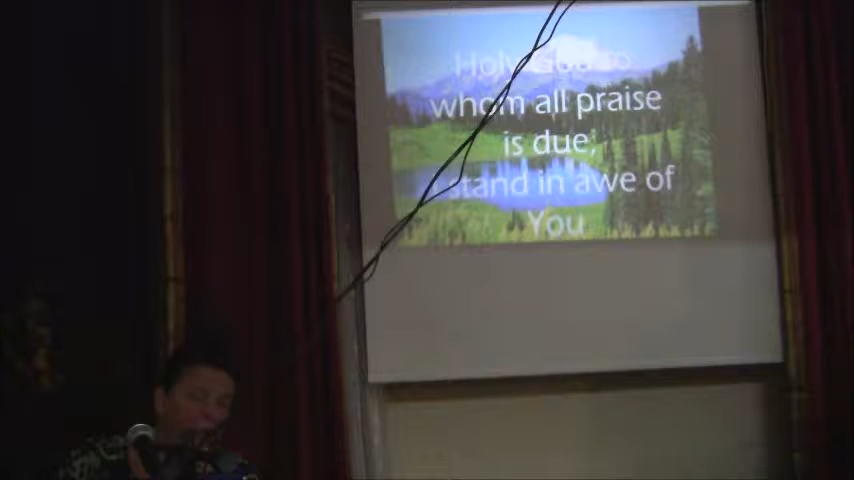 Holy God to
whom all praise
is due;
stand in awe of
You